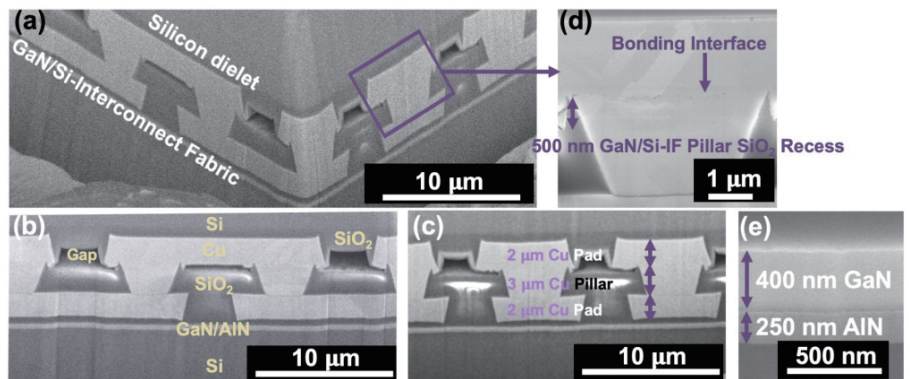 (a)
Silicon dielet
GaN/Si-Interconnect Fabric
10 µm
(d)
Bonding Interface
500 nm GaN/Si-IF Pillar SiO₂ Recess
1 µm
(b)
Si
Gap
Cu
SiO₂
SiO₂
GaN/AlN
Si
10 µm
(c)
2 µm Cu Pad
3 µm Cu Pillar
2 µm Cu Pad
10 µm
(e)
400 nm GaN
250 nm AlN
500 nm